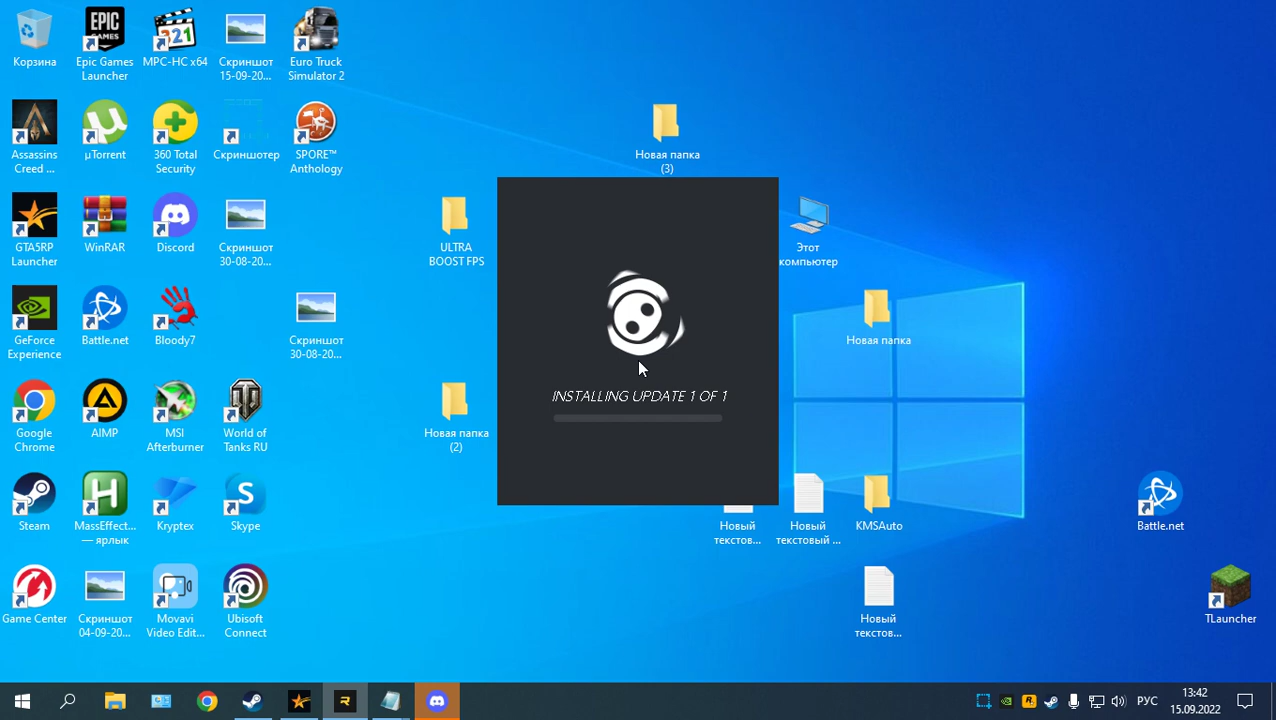 EPIC
GAMES
321
Корзина
Epic Games
Launcher
MPC-HC x64
Скриншот
15-09-20...
Euro Truck
Simulator 2
Assassins
Creed ...
µTorrent
360 Total
Security
Скриншотер
SPORE™
Anthology
Новая папка
(3)
GTA5RP
Launcher
WinRAR
Discord
Скриншот
30-08-20...
ULTRA
BOOST FPS
Этот
компьютер
GeForce
Experience
Battle.net
Bloody7
Скриншот
30-08-20...
Новая папка
INSTALLING UPDATE 1 OF 1
Google
Chrome
AIMP
MSI
Afterburner
World of
Tanks RU
Новая папка
(2)
Steam
MassEffect...
— ярлык
Kryptex
Skype
Новый
текстов...
Новый
текстовый ...
KMSAuto
Battle.net
Game Center
Скриншот
04-09-20...
Movavi
Video Edit...
Ubisoft
Connect
Новый
текстов...
TLauncher
РУС
13:42
15.09.2022